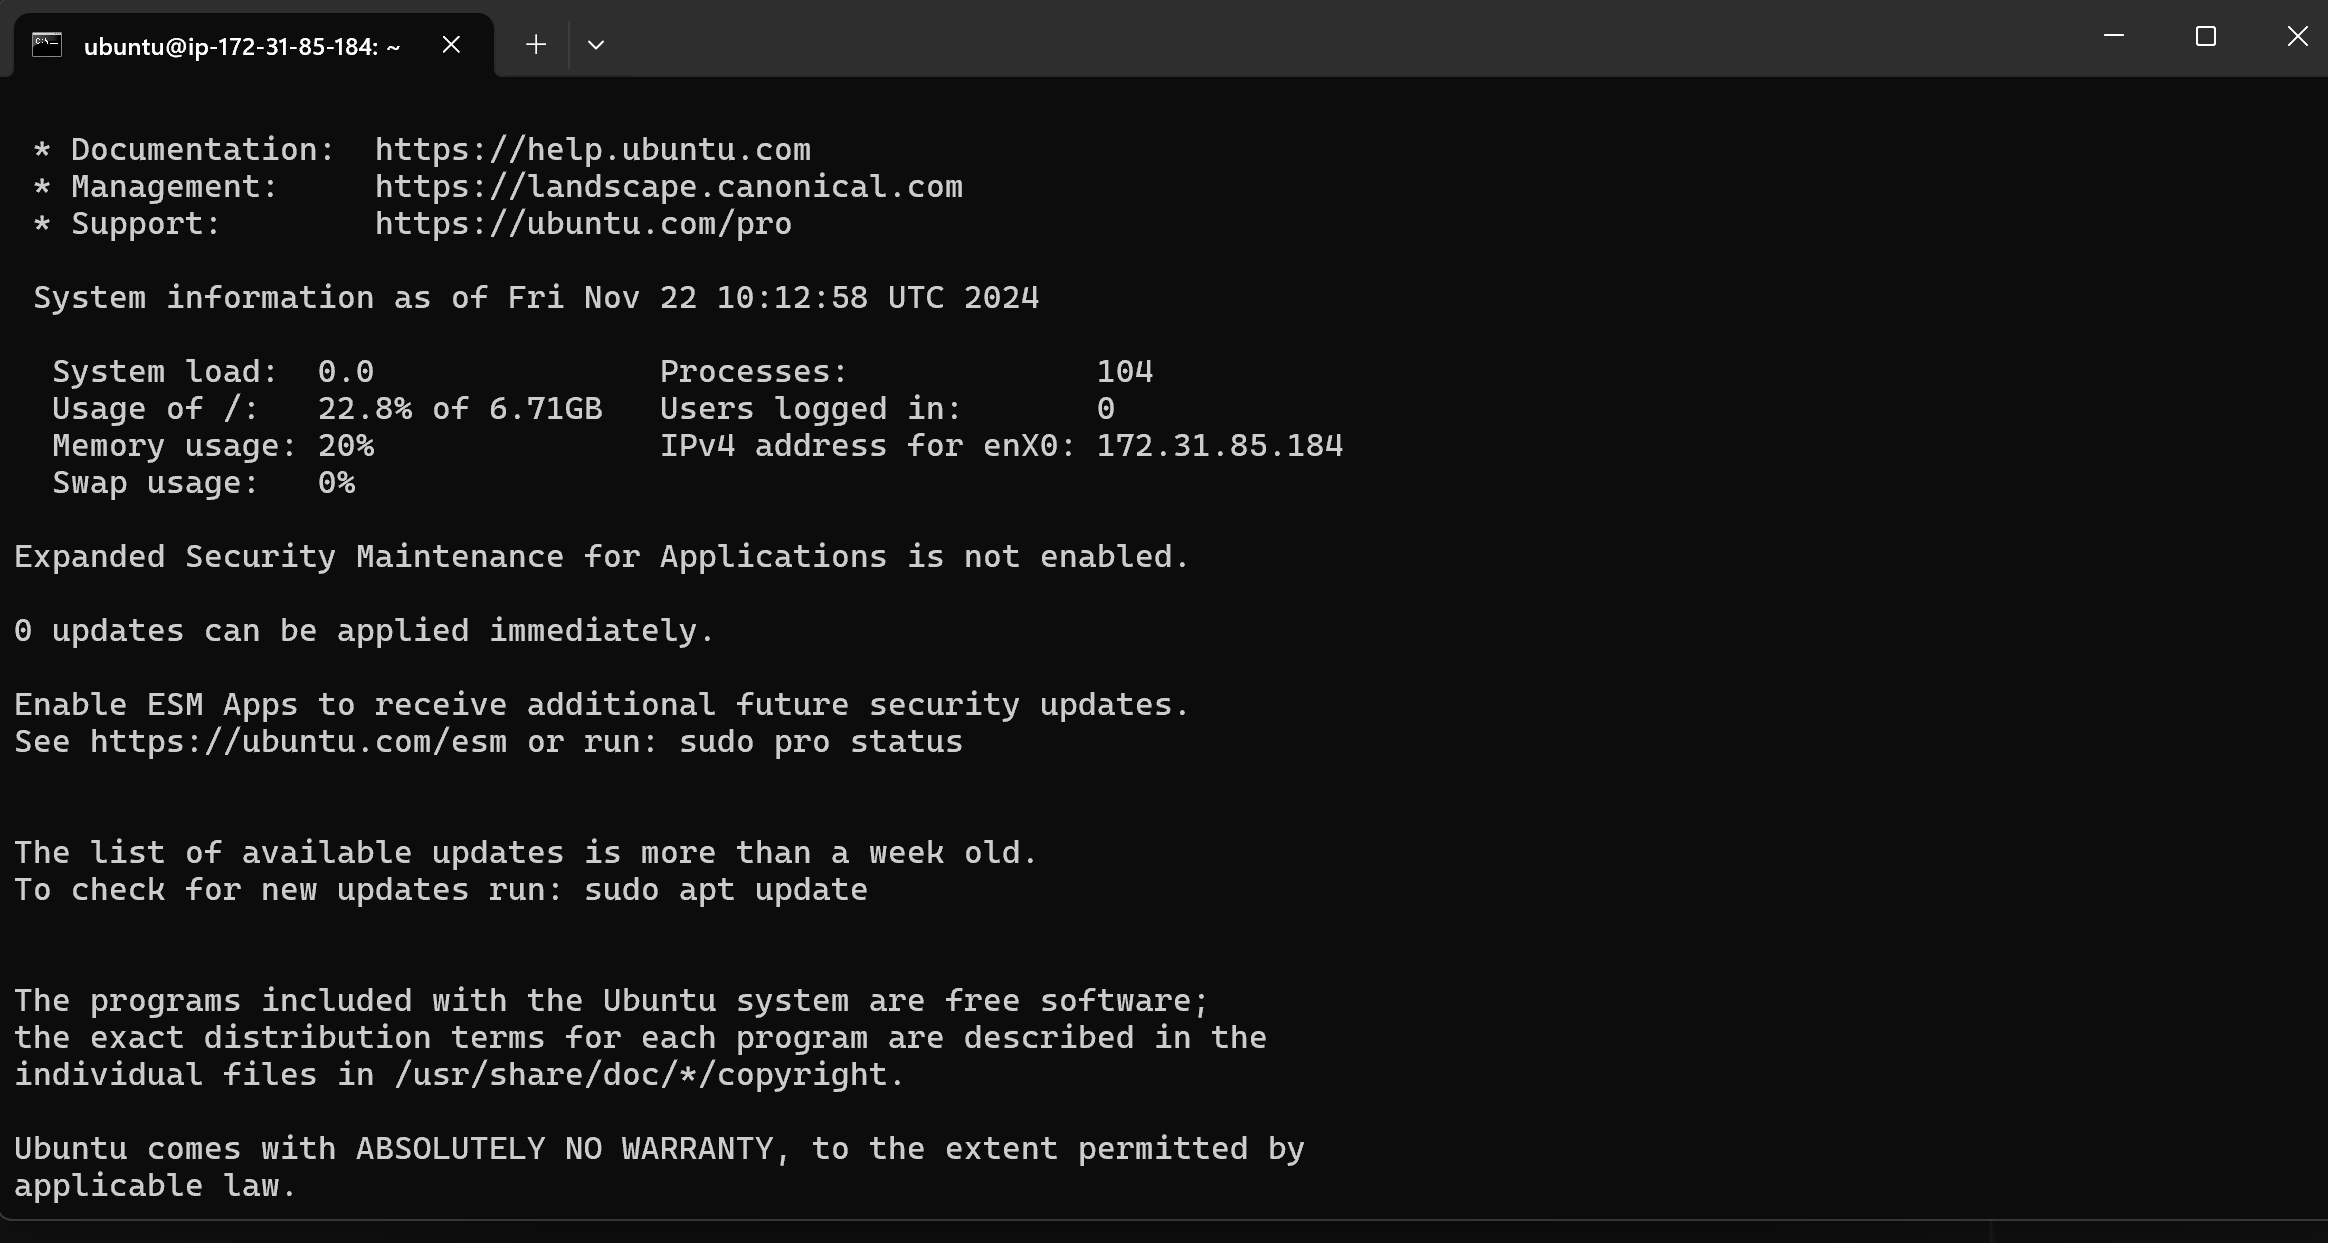 ubuntu@ip-172-31-85-184: ~
* Documentation:  https://help.ubuntu.com
* Management:     https://landscape.canonical.com
* Support:        https://ubuntu.com/pro
System information as of Fri Nov 22 10:12:58 UTC 2024
System load:  0.0               Processes:             104
Usage of /:   22.8% of 6.71GB   Users logged in:       0
Memory usage: 20%               IPv4 address for enX0: 172.31.85.184
Swap usage:   0%
Expanded Security Maintenance for Applications is not enabled.
0 updates can be applied immediately.
Enable ESM Apps to receive additional future security updates.
See https://ubuntu.com/esm or run: sudo pro status
The list of available updates is more than a week old.
To check for new updates run: sudo apt update
The programs included with the Ubuntu system are free software;
the exact distribution terms for each program are described in the
individual files in /usr/share/doc/*/copyright.
Ubuntu comes with ABSOLUTELY NO WARRANTY, to the extent permitted by
applicable law.